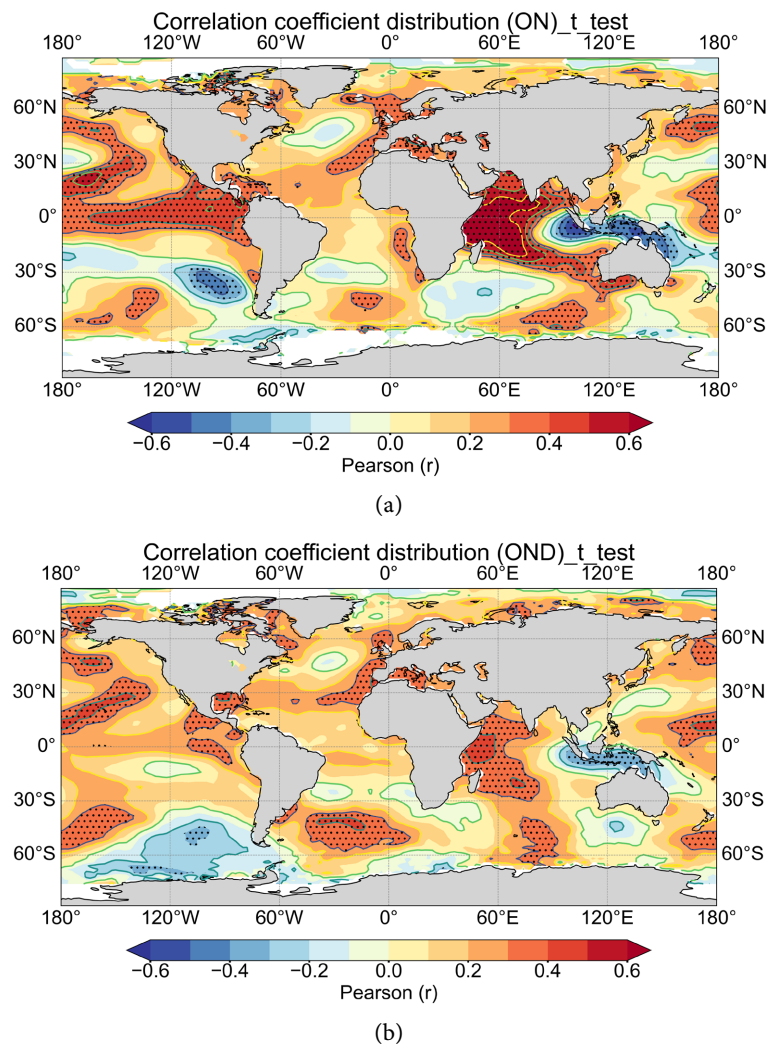 Correlation coefficient distribution (ON)_t_test
180° 120°W 60°W 0° 60°E 120°E 180°
60°N 60°N
30°N 30°N
0° 0°
30°S 30°S
60°S 60°S
180° 120°W 60°W 0° 60°E 120°E 180°
−0.6 −0.4 −0.2 0.0 0.2 0.4 0.6
Pearson (r)
(a)
Correlation coefficient distribution (OND)_t_test
180° 120°W 60°W 0° 60°E 120°E 180°
60°N 60°N
30°N 30°N
0° 0°
30°S 30°S
60°S 60°S
180° 120°W 60°W 0° 60°E 120°E 180°
−0.6 −0.4 −0.2 0.0 0.2 0.4 0.6
Pearson (r)
(b)